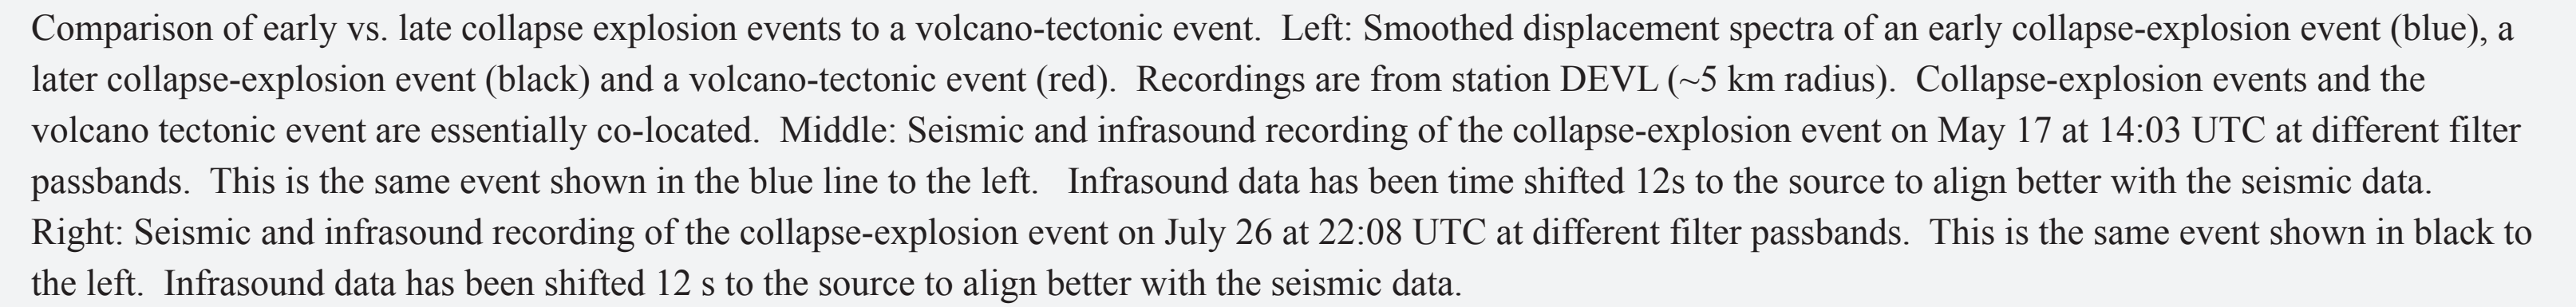 Comparison of early vs. late collapse explosion events to a volcano-tectonic event.  Left: Smoothed displacement spectra of an early collapse-explosion event (blue), a
later collapse-explosion event (black) and a volcano-tectonic event (red).  Recordings are from station DEVL (~5 km radius).  Collapse-explosion events and the
volcano tectonic event are essentially co-located.  Middle: Seismic and infrasound recording of the collapse-explosion event on May 17 at 14:03 UTC at different filter
passbands.  This is the same event shown in the blue line to the left.   Infrasound data has been time shifted 12s to the source to align better with the seismic data.
Right: Seismic and infrasound recording of the collapse-explosion event on July 26 at 22:08 UTC at different filter passbands.  This is the same event shown in black to
the left.  Infrasound data has been shifted 12 s to the source to align better with the seismic data.